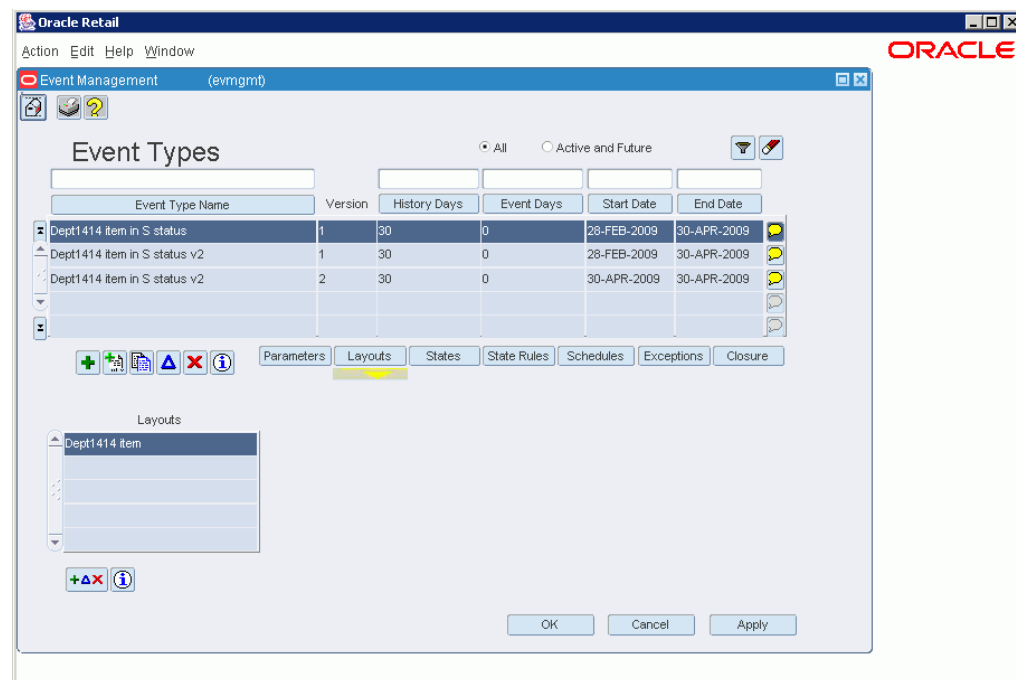 Oracle Retail
Action Edit Help Window
ORACLE
Event Management (evmgmt)
Event Types
All Active and Future
Event Type Name Version History Days Event Days Start Date End Date
Dept1414 item in S status 1 30 0 28-FEB-2009 30-APR-2009
Dept1414 item in S status v2 1 30 0 28-FEB-2009 30-APR-2009
Dept1414 item in S status v2 2 30 0 30-APR-2009 30-APR-2009
Parameters Layouts States State Rules Schedules Exceptions Closure
Layouts
Dept1414 item
OK Cancel Apply